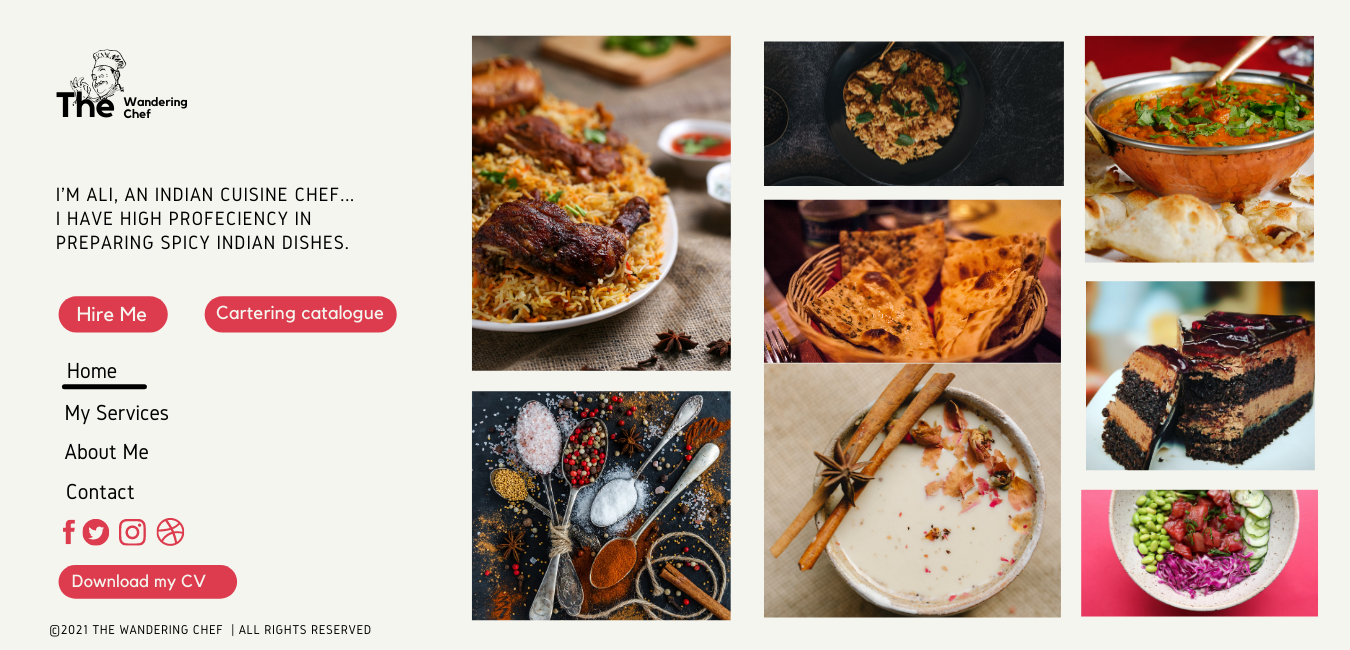 The Wandering
Chef
I'M ALI, AN INDIAN CUISINE CHEF...
I HAVE HIGH PROFECIENCY IN
PREPARING SPICY INDIAN DISHES.
Hire Me
Cartering catalogue
Home
My Services
About Me
Contact
Download my CV
©2021 THE WANDERING CHEF | ALL RIGHTS RESERVED